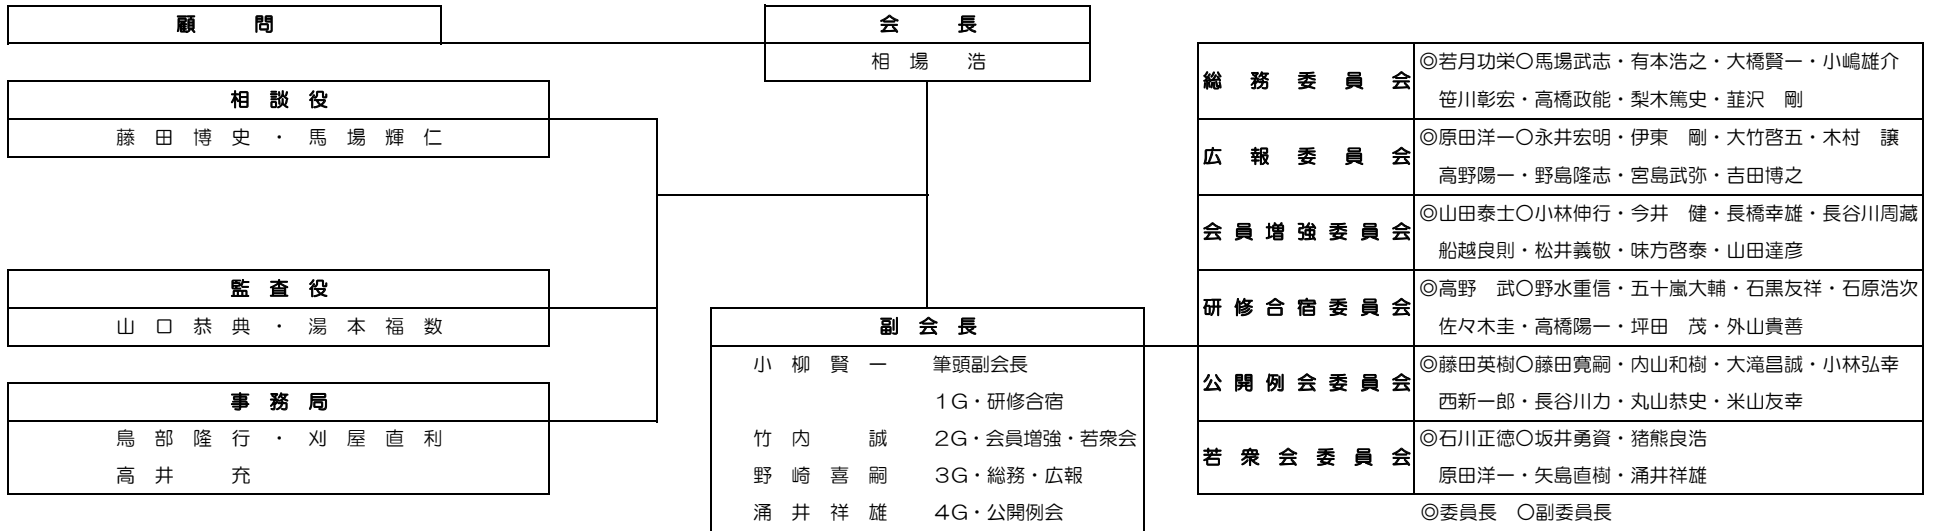 顧　　問
会　　長
相　場　　浩
相　談　役
藤　田　博　史　・　馬　場　輝　仁
監　査　役
山　口　恭　典　・　湯　本　福　数
事　務　局
鳥　部　隆　行　・　刈　屋　直　利
高　井　　充
副　会　長
小　柳　賢　一　筆頭副会長
1G・研修合宿
竹　内　　誠　2G・会員増強・若衆会
野　崎　喜　嗣　3G・総務・広報
涌　井　祥　雄　4G・公開例会
総　務　委　員　会
◎若月功栄〇馬場武志・有本浩之・大橋賢一・小嶋雄介
笹川彰宏・高橋政能・梨木篤史・韮沢　剛
広　報　委　員　会
◎原田洋一〇永井宏明・伊東　剛・大竹啓五・木村　譲
高野陽一・野島隆志・宮島武弥・吉田博之
会員増強委員会
◎山田泰士〇小林伸行・今井　健・長橋幸雄・長谷川周藏
船越良則・松井義敬・味方啓泰・山田達彦
研修合宿委員会
◎高野　武〇野水重信・五十嵐大輔・石黒友祥・石原浩次
佐々木圭・高橋陽一・坪田　茂・外山貴善
公開例会委員会
◎藤田英樹〇藤田寛嗣・内山和樹・大滝昌誠・小林弘幸
西新一郎・長谷川力・丸山恭史・米山友幸
若衆会委員会
◎石川正徳〇坂井勇資・猪熊良浩
原田洋一・矢島直樹・涌井祥雄
◎委員長　〇副委員長